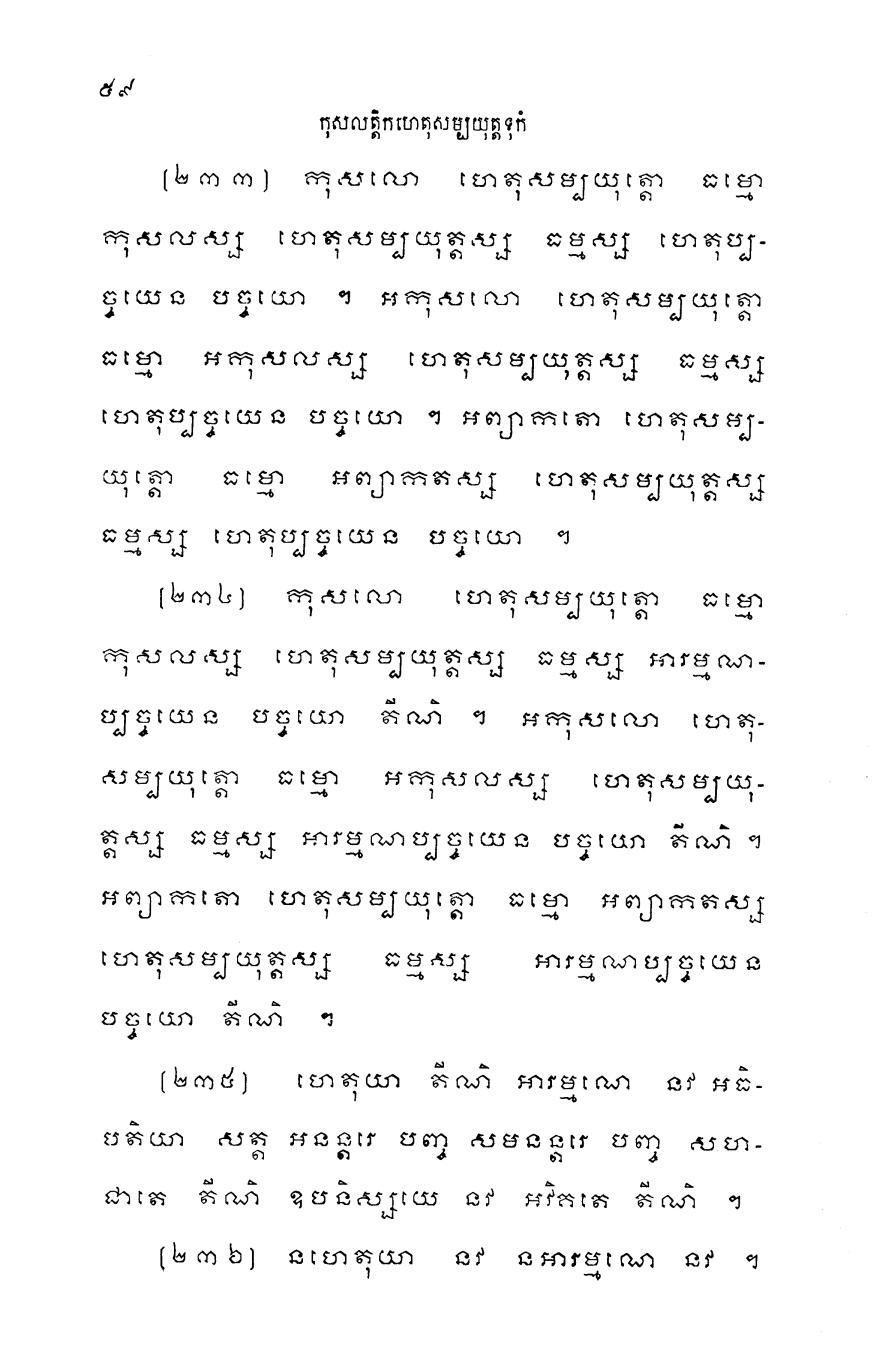 ៥៩
កុសលត្តិកហេតុសម្បយុត្តទុកំ
[២៣៣] កុសលោ ហេតុសម្បយុត្តោ ធម្មោ
កុសលស្ស ហេតុសម្បយុត្តស្ស ធម្មស្ស ហេតុប្ប-
ច្ចយេន បច្ចយោ ។ អកុសលោ ហេតុសម្បយុត្តោ
ធម្មោ អកុសលស្ស ហេតុសម្បយុត្តស្ស ធម្មស្ស
ហេតុប្បច្ចយេន បច្ចយោ ។ អព្យាកតោ ហេតុសម្ប-
យុត្តោ ធម្មោ អព្យាកតស្ស ហេតុសម្បយុត្តស្ស
ធម្មស្ស ហេតុប្បច្ចយេន បច្ចយោ ។
[២៣៤] កុសលោ ហេតុសម្បយុត្តោ ធម្មោ
កុសលស្ស ហេតុសម្បយុត្តស្ស ធម្មស្ស អារម្មណ-
ប្បច្ចយេន បច្ចយោ តីណិ ។ អកុសលោ ហេតុ-
សម្បយុត្តោ ធម្មោ អកុសលស្ស ហេតុសម្បយុ-
ត្តស្ស ធម្មស្ស អារម្មណប្បច្ចយេន បច្ចយោ តីណិ ។
អព្យាកតោ ហេតុសម្បយុត្តោ ធម្មោ អព្យាកតស្ស
ហេតុសម្បយុត្តស្ស ធម្មស្ស អារម្មណប្បច្ចយេន
បច្ចយោ តីណិ ។
[២៣៥] ហេតុយា តីណិ អារម្មណេ នវ អធិ-
បតិយា សត្ត អនន្តរេ បញ្ច សមនន្តរេ បញ្ច សហ-
ជាតេ តីណិ ឧបនិស្សយេ នវ អវិគតេ តីណិ ។
[២៣៦] នហេតុយា នវ នអារម្មណេ នវ ។